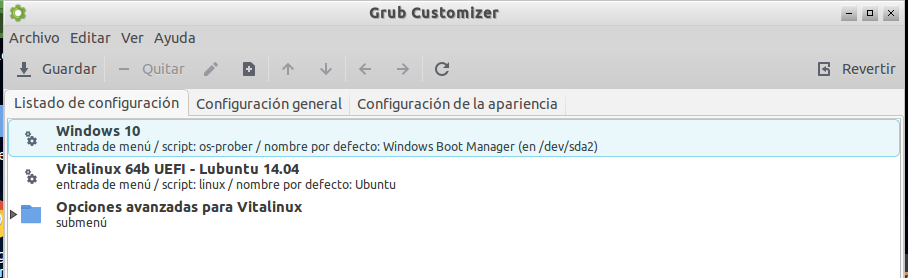 Grub Customizer
Archivo Editar Ver Ayuda
Guardar Quitar Revertir
Listado de configuración Configuración general Configuración de la apariencia
Windows 10
entrada de menú / script: os-prober / nombre por defecto: Windows Boot Manager (en /dev/sda2)
Vitalinux 64b UEFI - Lubuntu 14.04
entrada de menú / script: linux / nombre por defecto: Ubuntu
Opciones avanzadas para Vitalinux
submenú